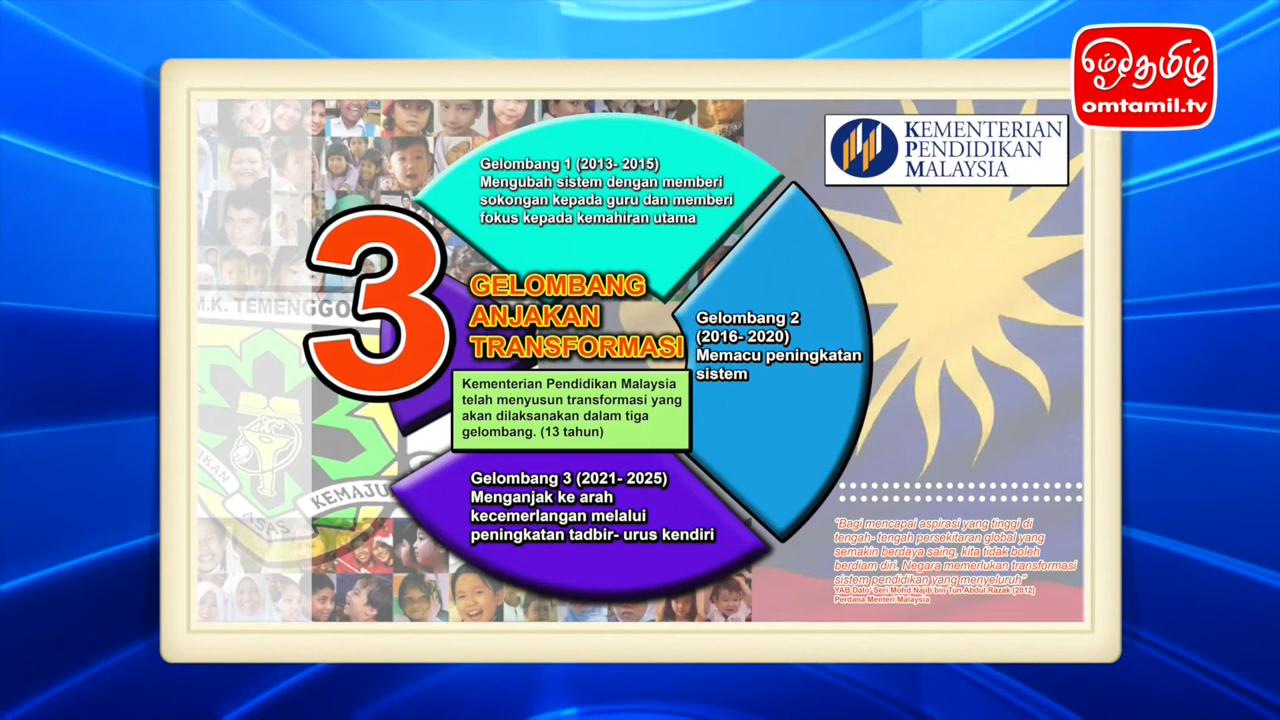 ஓம்தமிழ்
omtamil.tv
KEMENTERIAN
PENDIDIKAN
MALAYSIA
Gelombang 1 (2013- 2015)
Mengubah sistem dengan memberi
sokongan kepada guru dan memberi
fokus kepada kemahiran utama
3
GELOMBANG
ANJAKAN
TRANSFORMASI
M.K. TEMENGGO
Gelombang 2
(2016- 2020)
Memacu peningkatan
sistem
Kementerian Pendidikan Malaysia
telah menyusun transformasi yang
akan dilaksanakan dalam tiga
gelombang. (13 tahun)
Gelombang 3 (2021- 2025)
Menganjak ke arah
kecemerlangan melalui
peningkatan tadbir- urus kendiri
ASAS
KEMAJU
"Bagi mencapai aspirasi yang tinggi di
tengah- tengah persekitaran global yang
semakin berdaya saing, kita tidak boleh
berdiam diri. Negara memerlukan transformasi
sistem pendidikan yang menyeluruh"
YAB Dato' Seri Mohd Najib bin Tun Abdul Razak (2012)
Perdana Menteri Malaysia